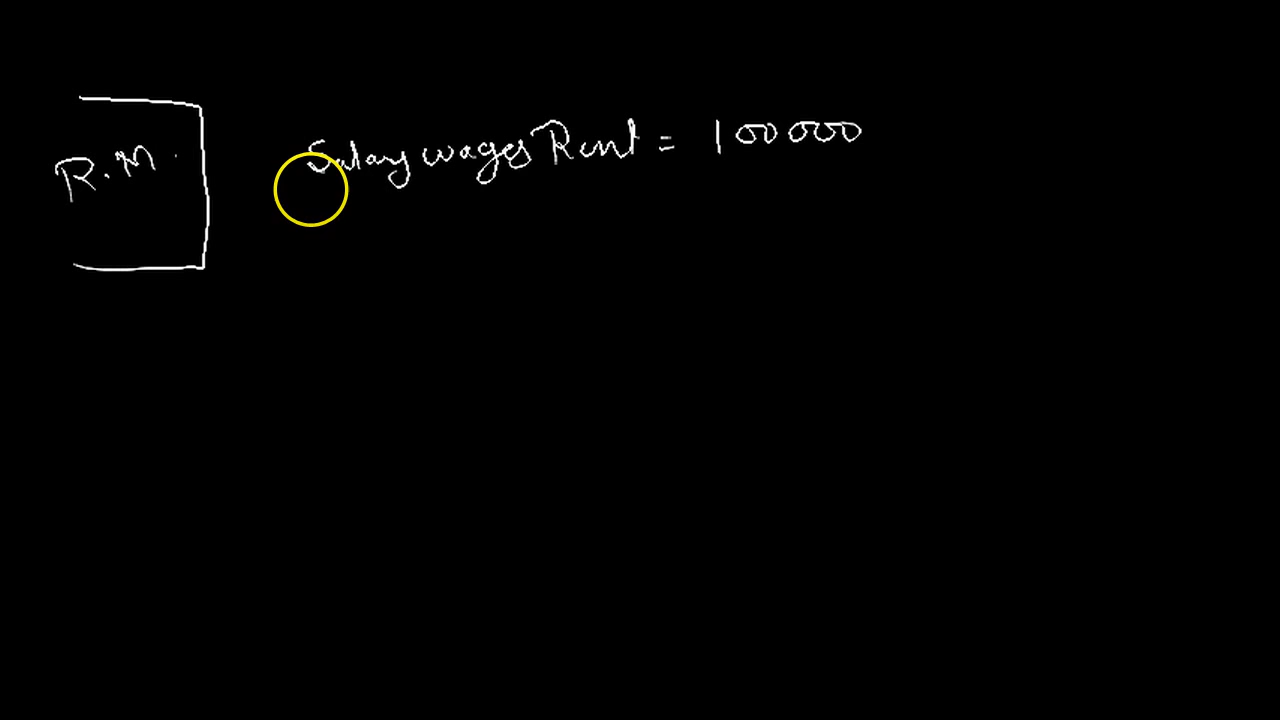 R.M.
Salary wages Rent = 100000